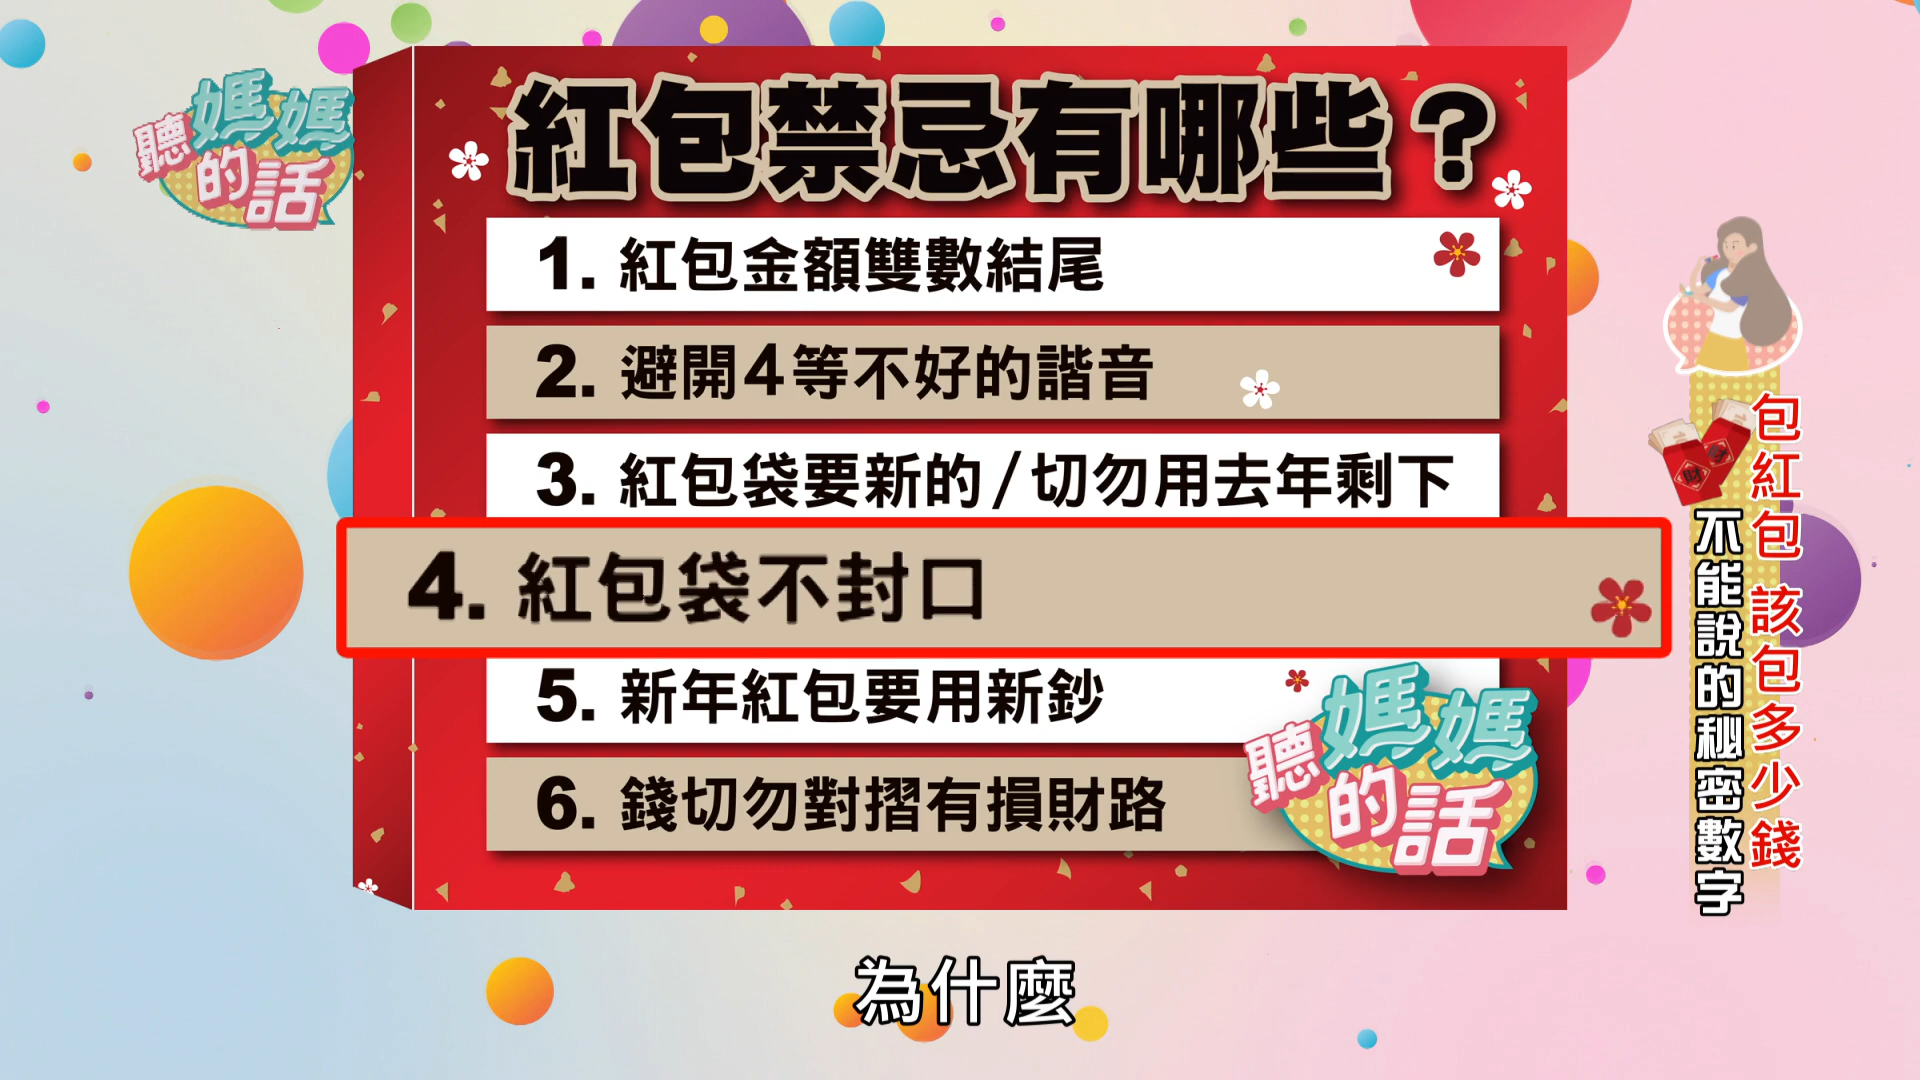 聽媽媽的話
紅包禁忌有哪些？
1. 紅包金額雙數結尾
2. 避開4等不好的諧音
3. 紅包袋要新的/切勿用去年剩下
4. 紅包袋不封口
5. 新年紅包要用新鈔
6. 錢切勿對摺有損財路
聽媽媽的話
包紅包 該包多少錢
不能說的秘密數字
財
財
為什麼